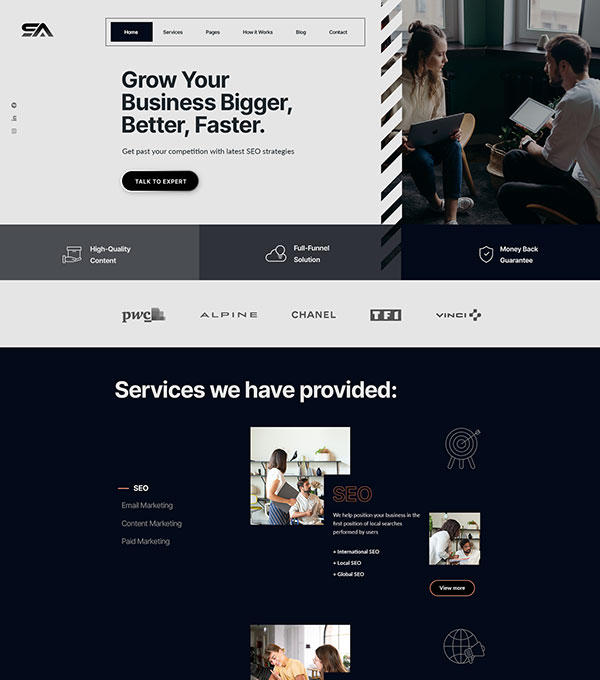 SA
Home Services Pages How it Works Blog Contact
Grow Your
Business Bigger,
Better, Faster.
in
Get past your competition with latest SEO strategies
TALK TO EXPERT
High-Quality
Content
Full-Funnel
Solution
Money Back
Guarantee
pwc ALPINE CHANEL TF1 VINCI
Services we have provided:
SEO
Email Marketing
Content Marketing
Paid Marketing
SEO
We help position your business in the
first position of local searches
performed by users
+ International SEO
+ Local SEO
+ Global SEO
View more